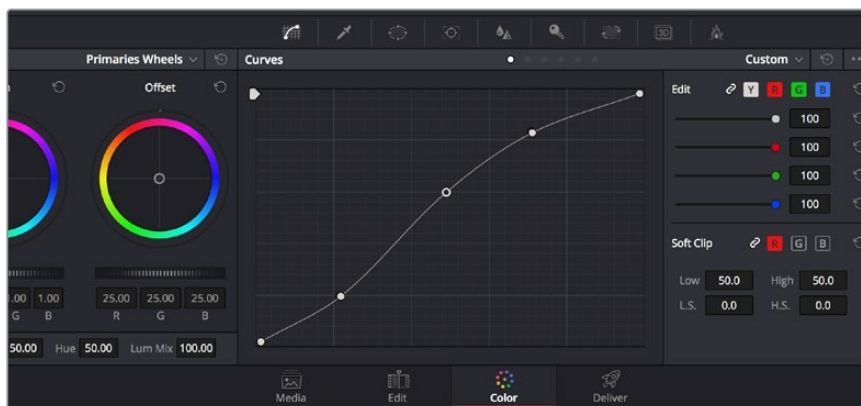 Primaries Wheels
Curves
Custom
Offset
Edit Y R G B
100
100
100
100
Soft Clip R G B
Low 50.0 High 50.0
L.S. 0.0 H.S. 0.0
1.00 25.00 25.00 25.00
G B R G B
50.00 Hue 50.00 Lum Mix 100.00
3D
Media Edit Color Deliver